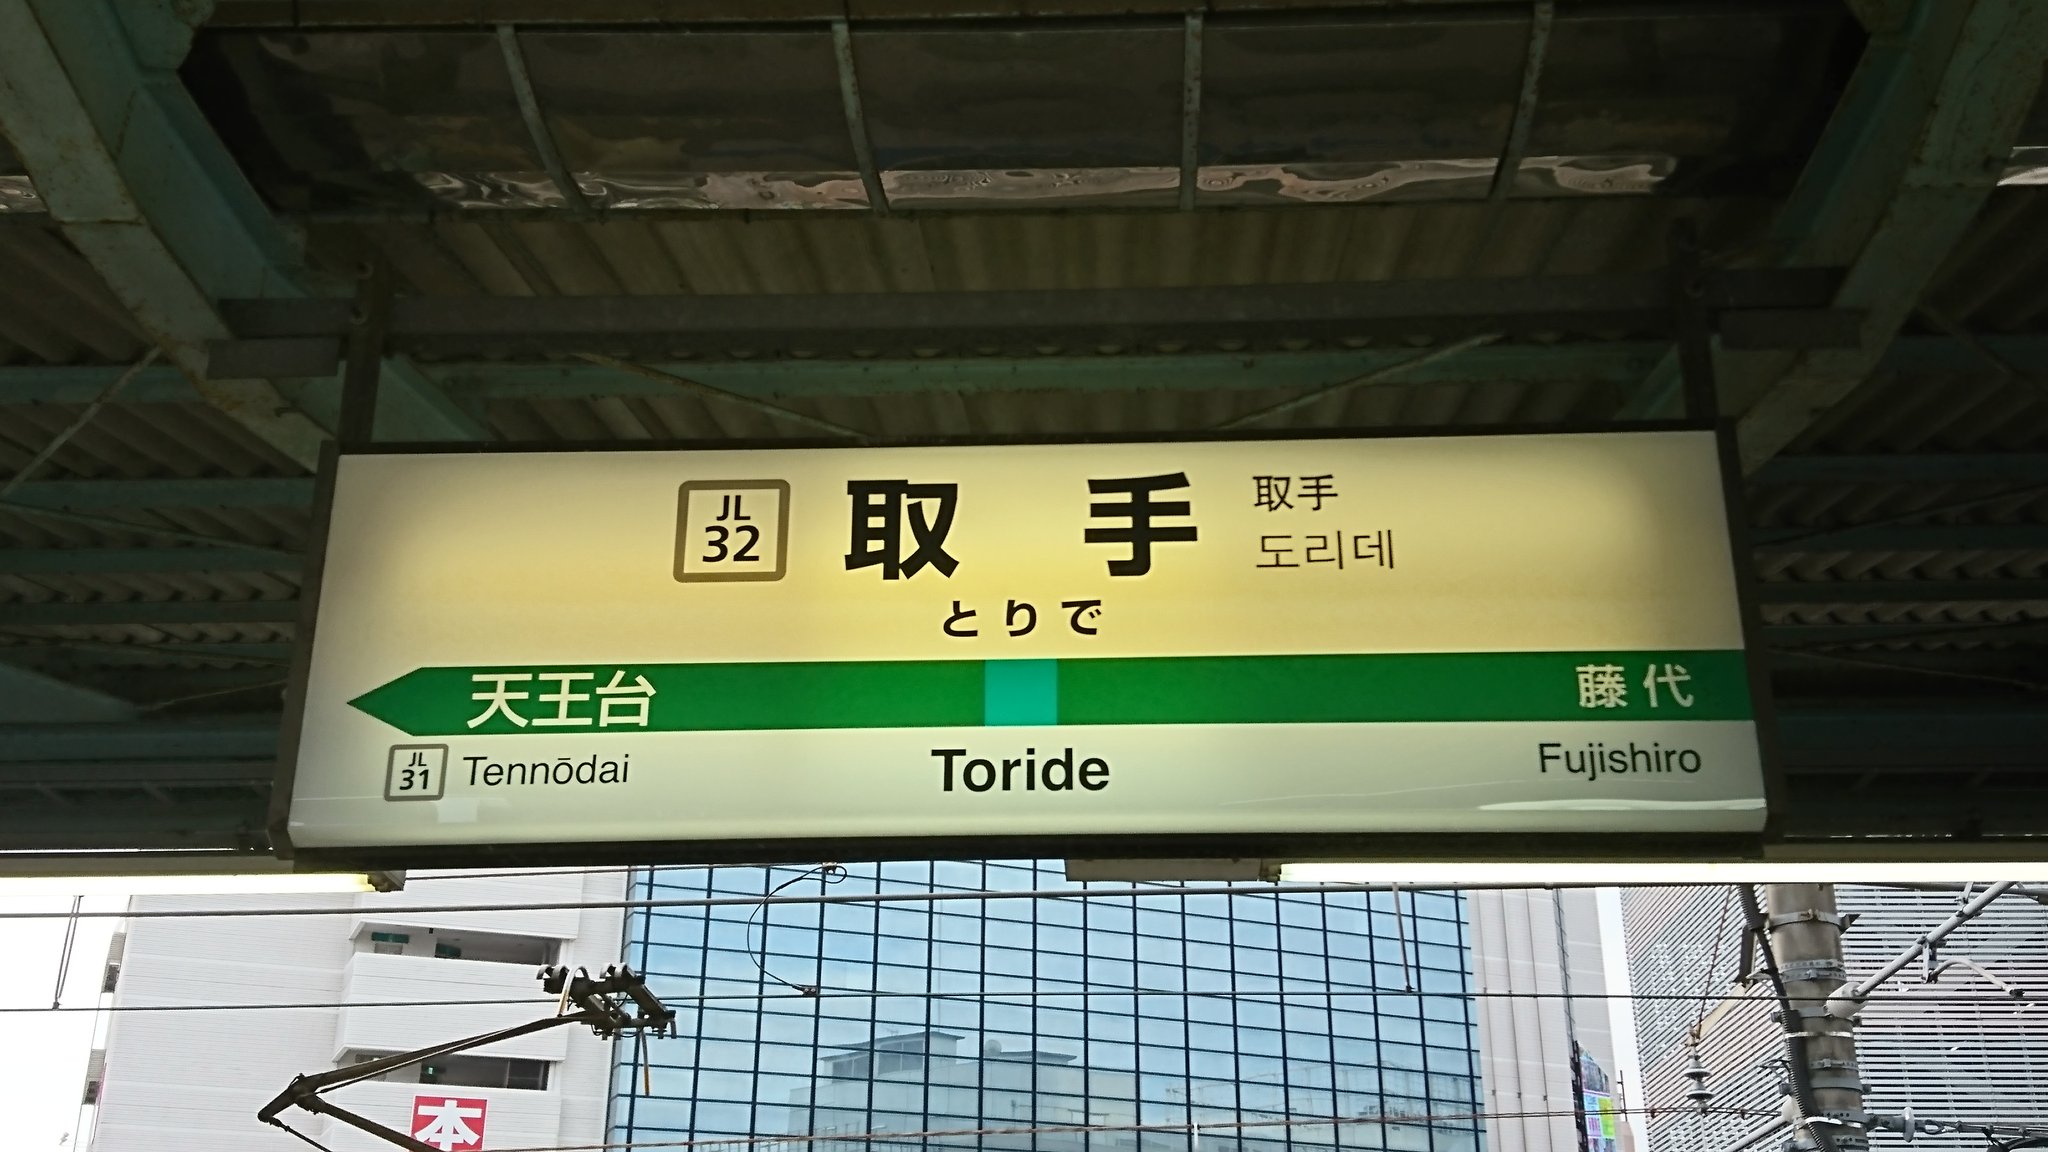 JL
32
取手
取手
도리데
とりで
天王台
藤代
JL
31
Tennōdai
Toride
Fujishiro
本